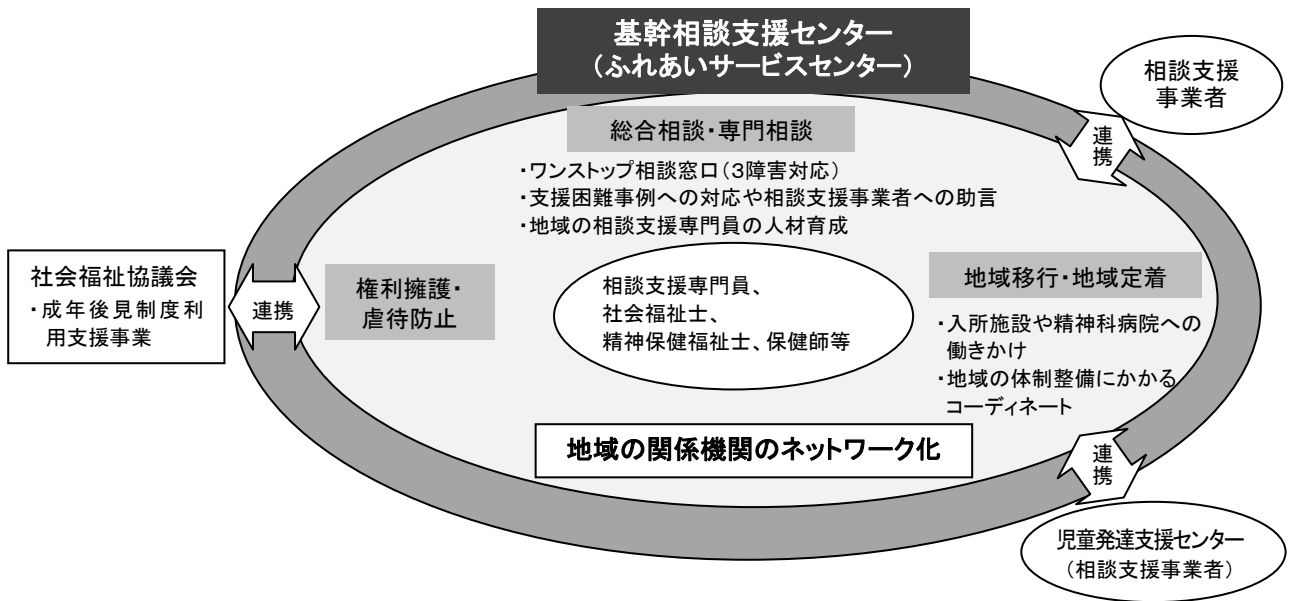 基幹相談支援センター
（ふれあいサービスセンター）
相談支援
事業者
連携
総合相談・専門相談
・ワンストップ相談窓口（3障害対応）
・支援困難事例への対応や相談支援事業者への助言
・地域の相談支援専門員の人材育成
社会福祉協議会
・成年後見制度利
用支援事業
連携
権利擁護・
虐待防止
相談支援専門員、
社会福祉士、
精神保健福祉士、保健師等
地域移行・地域定着
・入所施設や精神科病院への
働きかけ
・地域の体制整備にかかる
コーディネート
地域の関係機関のネットワーク化
連携
児童発達支援センター
（相談支援事業者）